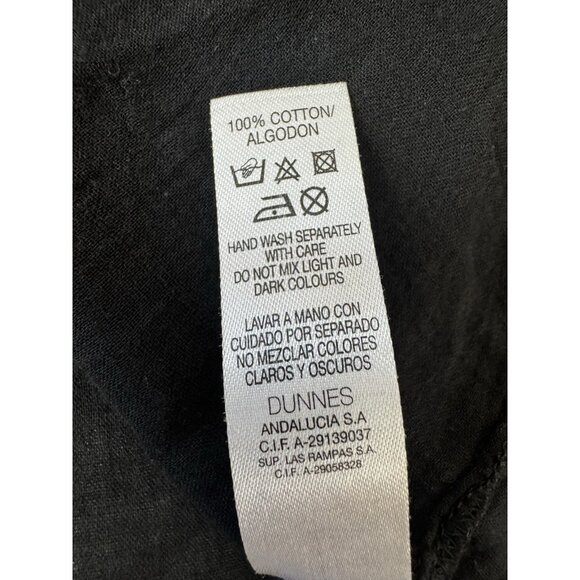 100% COTTON/
ALGODON
HAND WASH SEPARATELY
WITH CARE
DO NOT MIX LIGHT AND
DARK COLOURS
LAVAR A MANO CON
CUIDADO POR SEPARADO
NO MEZCLAR COLORES
CLAROS Y OSCUROS
DUNNES
ANDALUCIA S.A
C.I.F. A-29139037
SUP. LAS RAMPAS S.A.
C.I.F. A-29058328